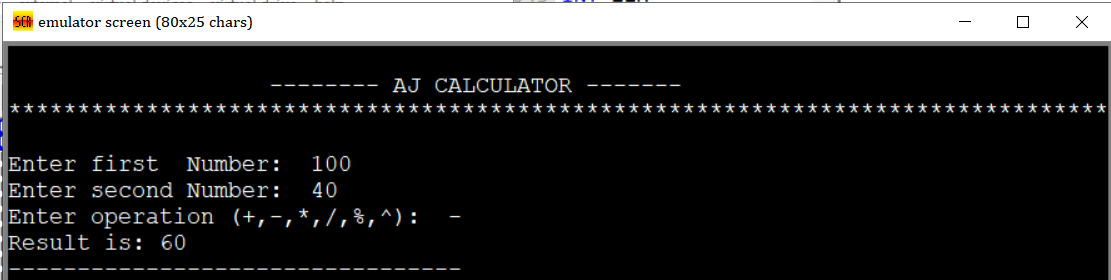 SCR emulator screen (80x25 chars)
-------- AJ CALCULATOR -------
********************************************************************************
Enter first  Number:  100
Enter second Number:  40
Enter operation (+,-,*,/,%,^):  -
Result is: 60
---------------------------------